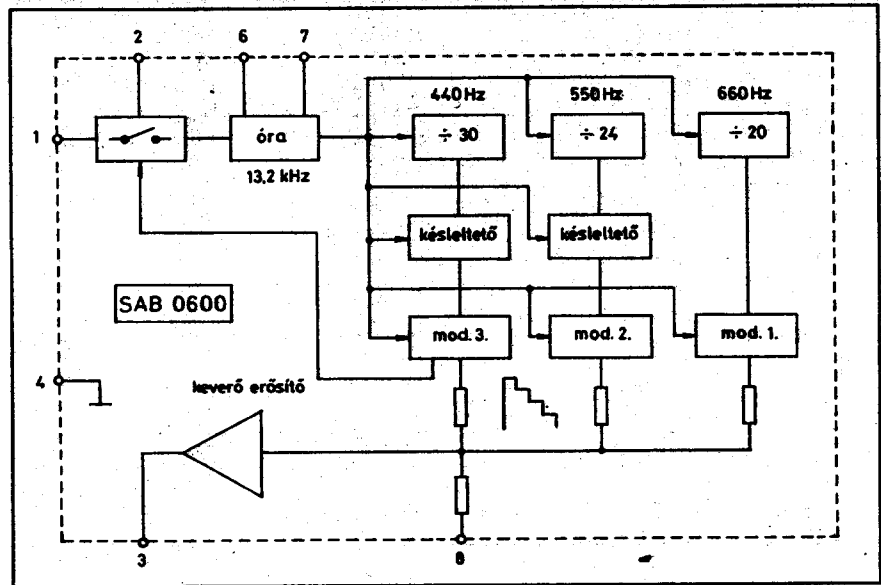 2 6 7
440Hz 550Hz 660Hz
1 óra ÷ 30 ÷ 24 ÷ 20
13,2 kHz
késleltető késleltető
SAB 0600
mod. 3. mod. 2. mod. 1.
4 keverő erősítő
3 8